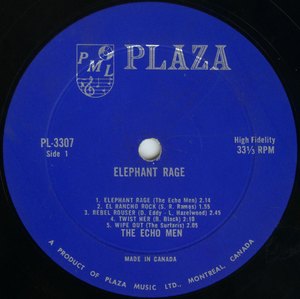 PML
PLAZA
PL-3307
Side 1
High Fidelity
33⅓ RPM
ELEPHANT RAGE
1. ELEPHANT RAGE (The Echo Men) 2.14
2. EL RANCHO ROCK (S. R. Ramos) 1.55
3. REBEL ROUSER (D. Eddy - L. Hazelwood) 2.45
4. TWIST HER (B. Black) 2.00
5. WIPE OUT (The Surfaris) 2.05
THE ECHO MEN
MADE IN CANADA
A PRODUCT OF PLAZA MUSIC LTD., MONTREAL, CANADA